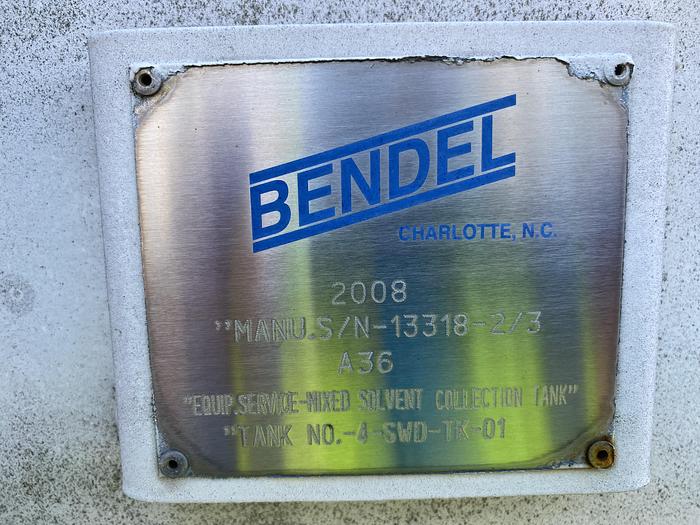 BENDEL
CHARLOTTE, N.C.
2008
"MANU.S/N-13318-2/3
A36
"EQUIP.SERVICE-MIXED SOLVENT COLLECTION TANK"
"TANK NO.-4-SWD-TK-01